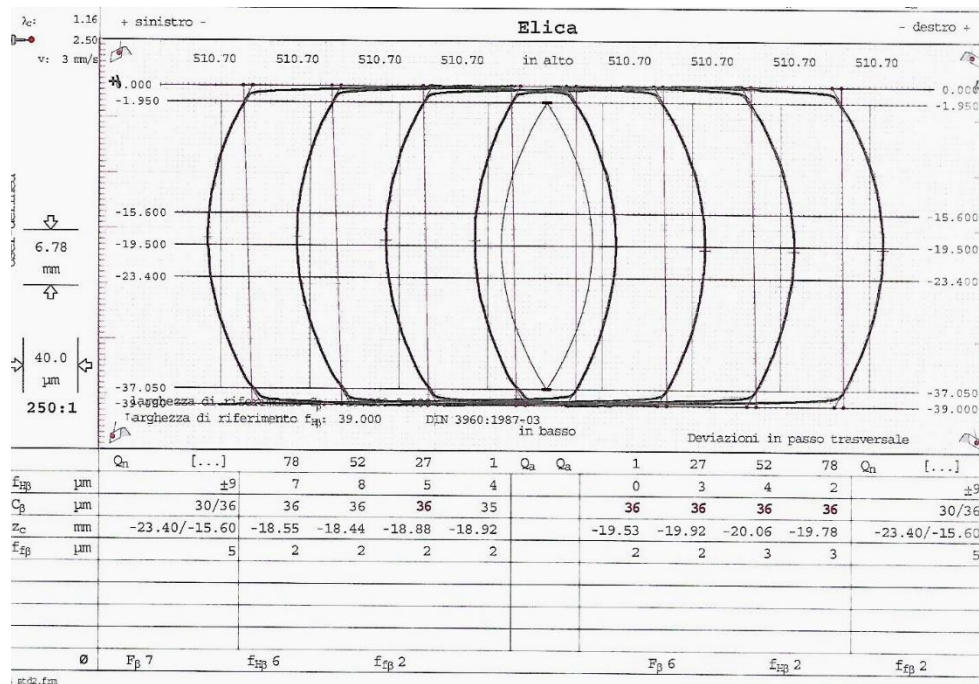 λc: 1.16
2.50
v: 3 mm/s
+ sinistro -
Elica
- destro +
510.70 510.70 510.70 510.70 in alto 510.70 510.70 510.70 510.70
0.000 0.000
-1.950 -1.950
-15.600 -15.600
-19.500 -19.500
-23.400 -23.400
-37.050 -37.050
-39.000 -39.000
6.78
mm
40.0
µm
250:1
larghezza di riferimento
larghezza di riferimento fHβ: 39.000 DIN 3960:1987-03
in basso
Deviazioni in passo trasversale
Qn [...] 78 52 27 1 Qa Qa 1 27 52 78 Qn [...]
fHβ µm ±9 7 8 5 4 0 3 4 2 ±9
Cβ µm 30/36 36 36 36 35 36 36 36 36 30/36
zc mm -23.40/-15.60 -18.55 -18.44 -18.88 -18.92 -19.53 -19.92 -20.06 -19.78 -23.40/-15.60
ffβ µm 5 2 2 2 2 2 2 3 3 5
Ø Fβ 7 fHβ 6 ffβ 2 Fβ 6 fHβ 2 ffβ 2
std2.frm